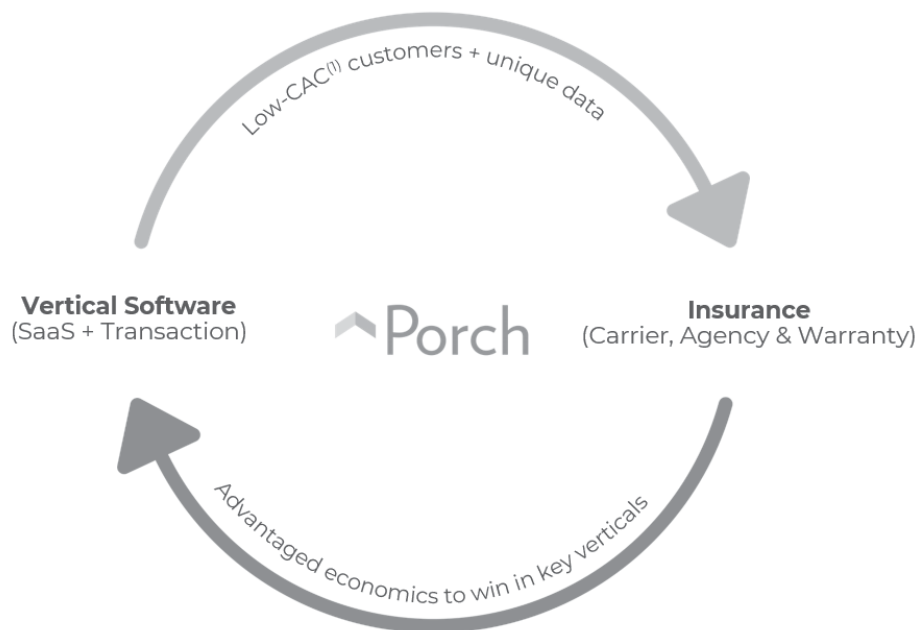 Low-CAC⁽¹⁾ customers + unique data
Vertical Software
(SaaS + Transaction)
Porch
Insurance
(Carrier, Agency & Warranty)
Advantaged economics to win in key verticals